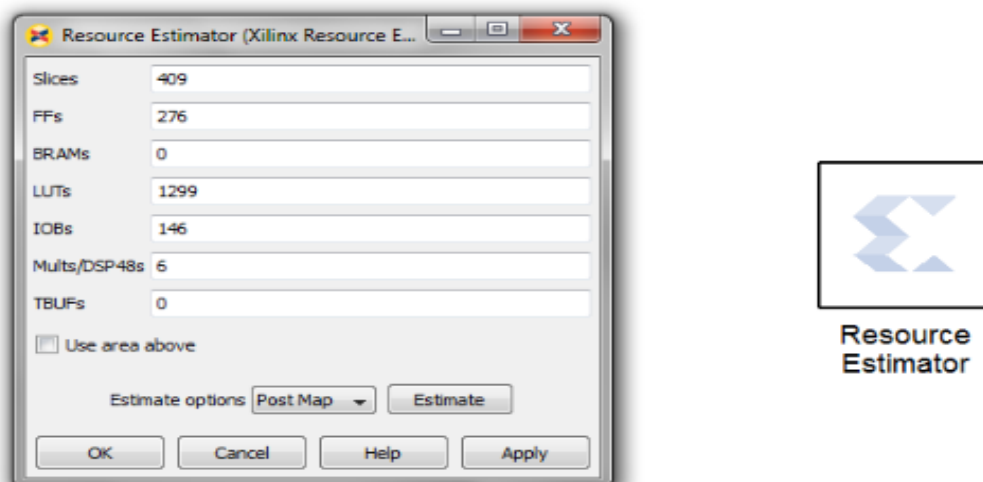 Resource Estimator (Xilinx Resource E...
Slices 409
FFs 276
BRAMs 0
LUTs 1299
IOBs 146
Mults/DSP48s 6
TBUFs 0
Use area above
Estimate options Post Map Estimate
OK Cancel Help Apply
Resource
Estimator